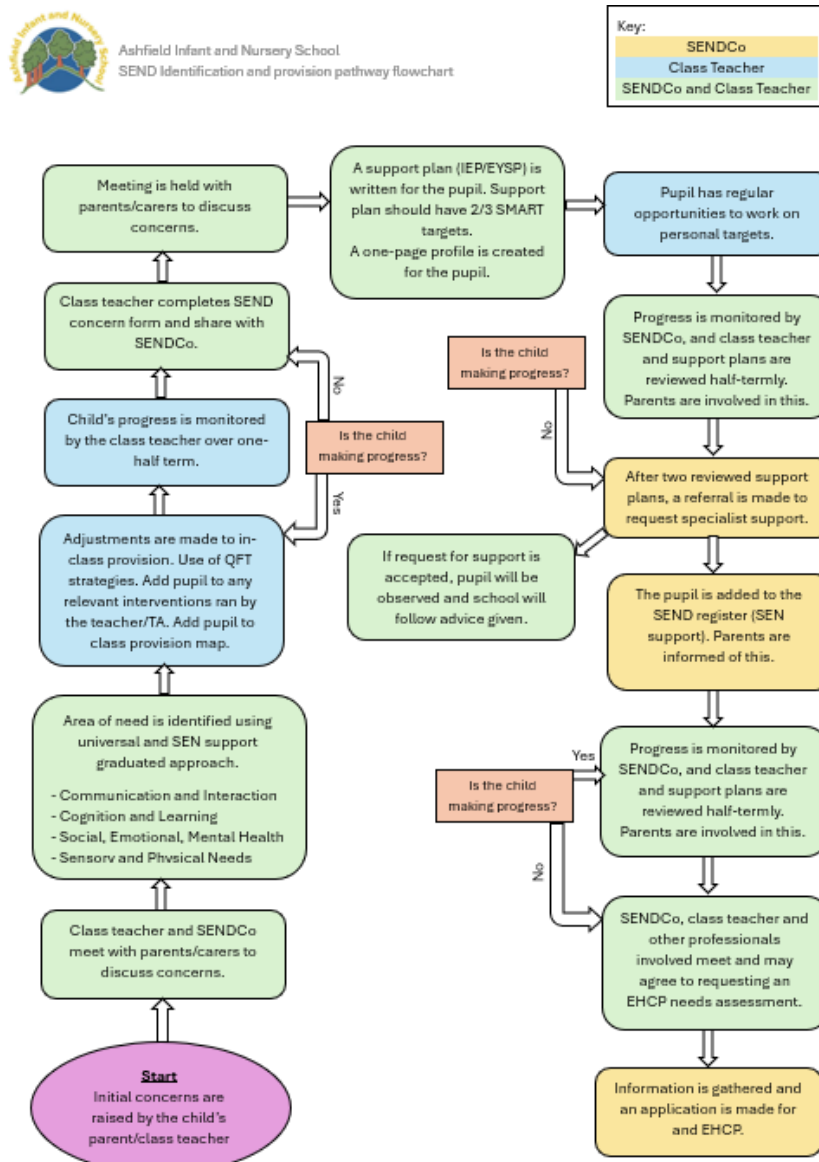 Ashfield Infant and Nursery School
Ashfield Infant and Nursery School
SEND Identification and provision pathway flowchart
Key:
SENDCo
Class Teacher
SENDCo and Class Teacher
Start
Initial concerns are
raised by the child's
parent/class teacher
Class teacher and SENDCo
meet with parents/carers to
discuss concerns.
Area of need is identified using
universal and SEN support
graduated approach.
- Communication and Interaction
- Cognition and Learning
- Social, Emotional, Mental Health
- Sensory and Physical Needs
Adjustments are made to in-
class provision. Use of QFT
strategies. Add pupil to any
relevant interventions ran by
the teacher/TA. Add pupil to
class provision map.
Child's progress is monitored
by the class teacher over one-
half term.
Is the child
making progress?
Yes
No
Class teacher completes SEND
concern form and share with
SENDCo.
Meeting is held with
parents/carers to discuss
concerns.
A support plan (IEP/EYSP) is
written for the pupil. Support
plan should have 2/3 SMART
targets.
A one-page profile is created
for the pupil.
Pupil has regular
opportunities to work on
personal targets.
Progress is monitored by
SENDCo, and class teacher
and support plans are
reviewed half-termly.
Parents are involved in this.
Is the child
making progress?
No
After two reviewed support
plans, a referral is made to
request specialist support.
If request for support is
accepted, pupil will be
observed and school will
follow advice given.
The pupil is added to the
SEND register (SEN
support). Parents are
informed of this.
Progress is monitored by
SENDCo, and class teacher
and support plans are
reviewed half-termly.
Parents are involved in this.
Is the child
making progress?
Yes
No
SENDCo, class teacher and
other professionals
involved meet and may
agree to requesting an
EHCP needs assessment.
Information is gathered and
an application is made for
and EHCP.